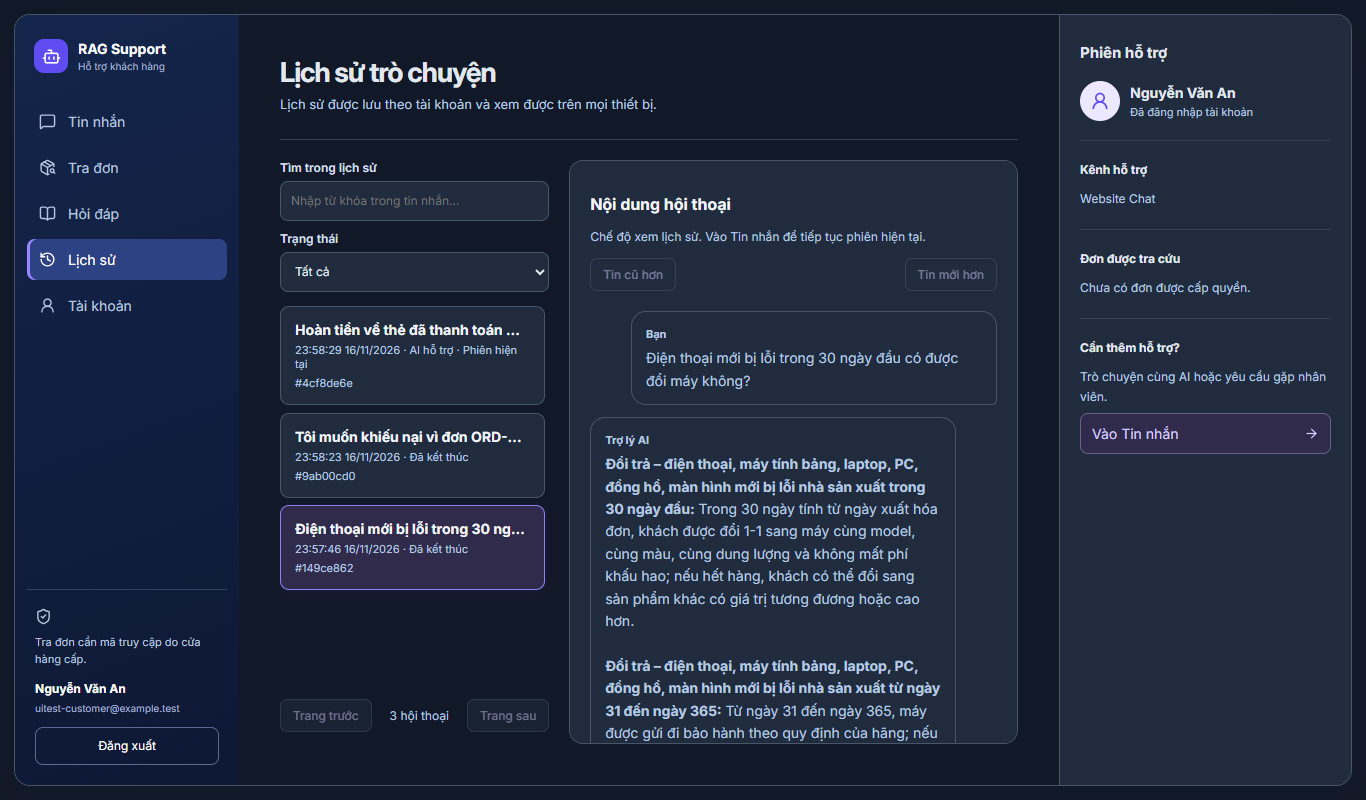 RAG Support
Hỗ trợ khách hàng
Tin nhắn
Tra đơn
Hỏi đáp
Lịch sử
Tài khoản
Tra đơn cần mã truy cập do cửa
hàng cấp.
Nguyễn Văn An
uitest-customer@example.test
Đăng xuất
Lịch sử trò chuyện
Lịch sử được lưu theo tài khoản và xem được trên mọi thiết bị.
Tìm trong lịch sử
Nhập từ khóa trong tin nhắn...
Trạng thái
Tất cả
Hoàn tiền về thẻ đã thanh toán ...
23:58:29 16/11/2026 · AI hỗ trợ · Phiên hiện
tại
#4cf8de6e
Tôi muốn khiếu nại vì đơn ORD-...
23:58:23 16/11/2026 · Đã kết thúc
#9ab00cd0
Điện thoại mới bị lỗi trong 30 ng...
23:57:46 16/11/2026 · Đã kết thúc
#149ce862
Trang trước
3 hội thoại
Trang sau
Nội dung hội thoại
Chế độ xem lịch sử. Vào Tin nhắn để tiếp tục phiên hiện tại.
Tin cũ hơn
Tin mới hơn
Bạn
Điện thoại mới bị lỗi trong 30 ngày đầu có được
đổi máy không?
Trợ lý AI
Đổi trả – điện thoại, máy tính bảng, laptop, PC,
đồng hồ, màn hình mới bị lỗi nhà sản xuất trong
30 ngày đầu: Trong 30 ngày tính từ ngày xuất hóa
đơn, khách được đổi 1-1 sang máy cùng model,
cùng màu, cùng dung lượng và không mất phí
khấu hao; nếu hết hàng, khách có thể đổi sang
sản phẩm khác có giá trị tương đương hoặc cao
hơn.
Đổi trả – điện thoại, máy tính bảng, laptop, PC,
đồng hồ, màn hình mới bị lỗi nhà sản xuất từ ngày
31 đến ngày 365: Từ ngày 31 đến ngày 365, máy
được gửi đi bảo hành theo quy định của hãng; nếu
Phiên hỗ trợ
Nguyễn Văn An
Đã đăng nhập tài khoản
Kênh hỗ trợ
Website Chat
Đơn được tra cứu
Chưa có đơn được cấp quyền.
Cần thêm hỗ trợ?
Trò chuyện cùng AI hoặc yêu cầu gặp nhân
viên.
Vào Tin nhắn